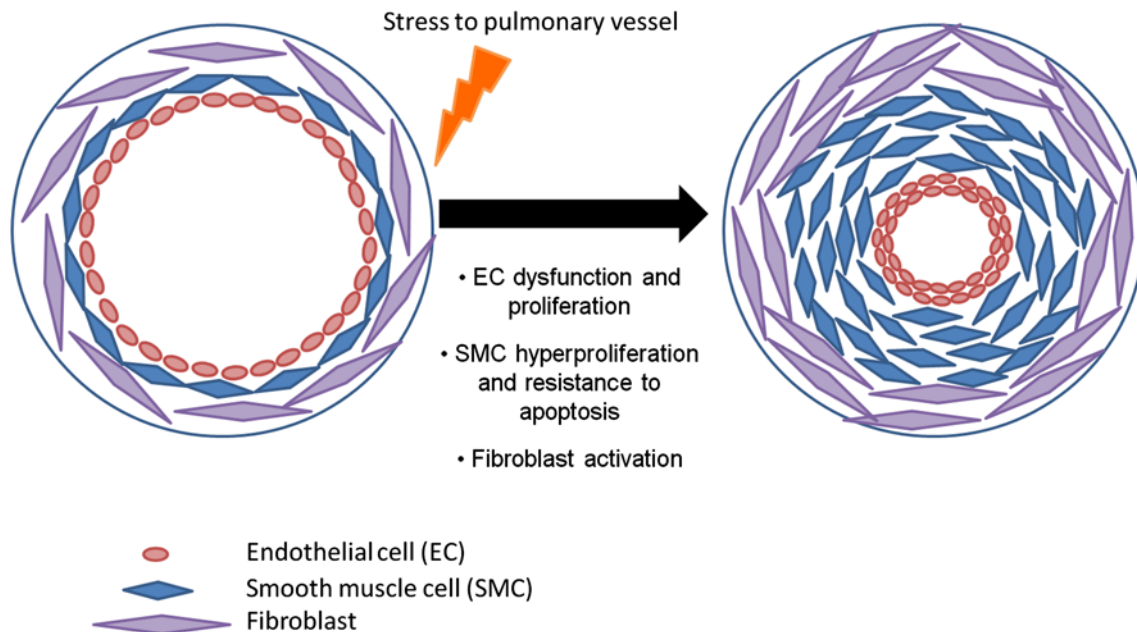 Stress to pulmonary vessel
• EC dysfunction and
proliferation
• SMC hyperproliferation
and resistance to
apoptosis
• Fibroblast activation
Endothelial cell (EC)
Smooth muscle cell (SMC)
Fibroblast